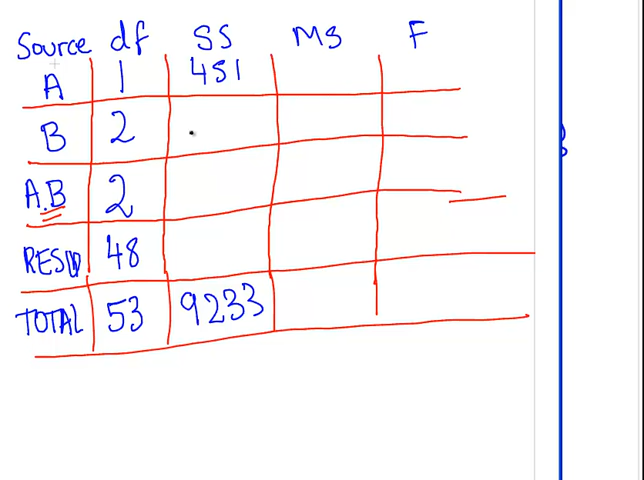 Source df SS MS F
A 1 451
B 2
A.B 2
RESID 48
TOTAL 53 9233